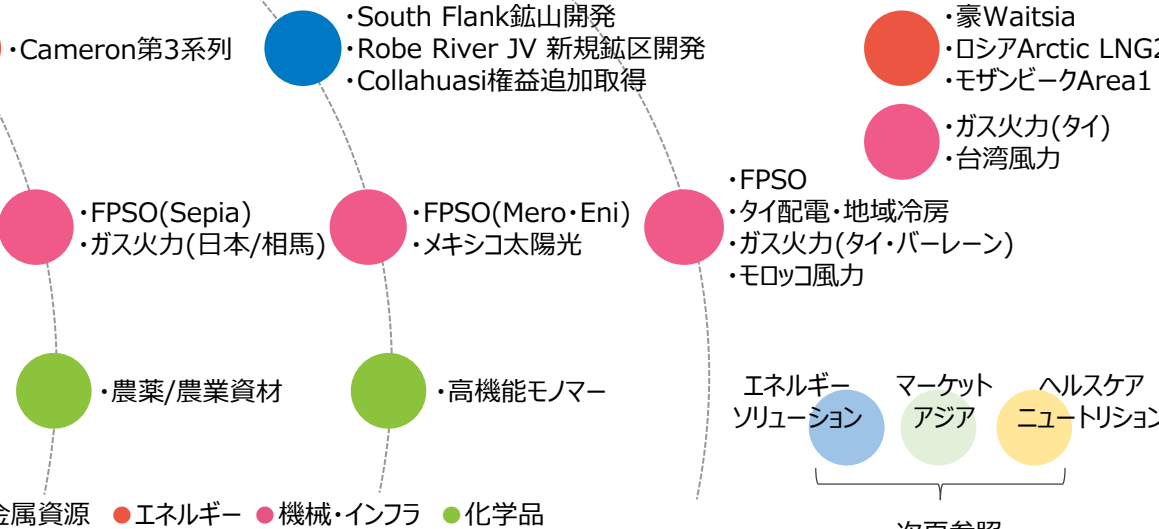 ・Cameron第3系列
・South Flank鉱山開発
・Robe River JV 新規鉱区開発
・Collahuasi権益追加取得
・豪Waitsia
・ロシアArctic LNG2
・モザンビークArea1
・ガス火力(タイ)
・台湾風力
・FPSO(Sepia)
・ガス火力(日本/相馬)
・FPSO(Mero・Eni)
・メキシコ太陽光
・FPSO
・タイ配電・地域冷房
・ガス火力(タイ・バーレーン)
・モロッコ風力
・農薬/農業資材
・高機能モノマー
エネルギー
ソリューション
マーケット
アジア
ヘルスケア
ニュートリション
金属資源 ●エネルギー ●機械・インフラ ●化学品
次頁参照